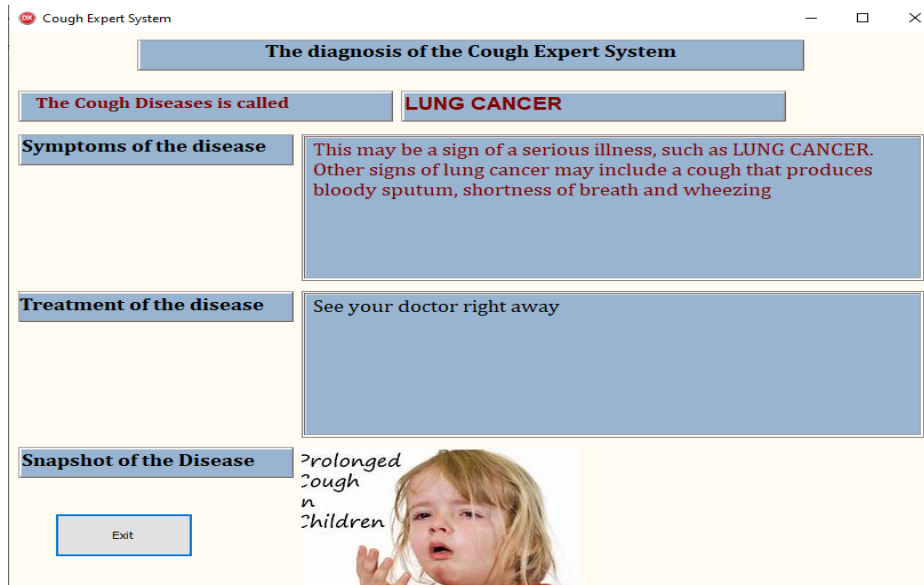 Cough Expert System
The diagnosis of the Cough Expert System
The Cough Diseases is called
LUNG CANCER
Symptoms of the disease
This may be a sign of a serious illness, such as LUNG CANCER.
Other signs of lung cancer may include a cough that produces
bloody sputum, shortness of breath and wheezing
Treatment of the disease
See your doctor right away
Snapshot of the Disease
Prolonged
Cough
n
Children
Exit